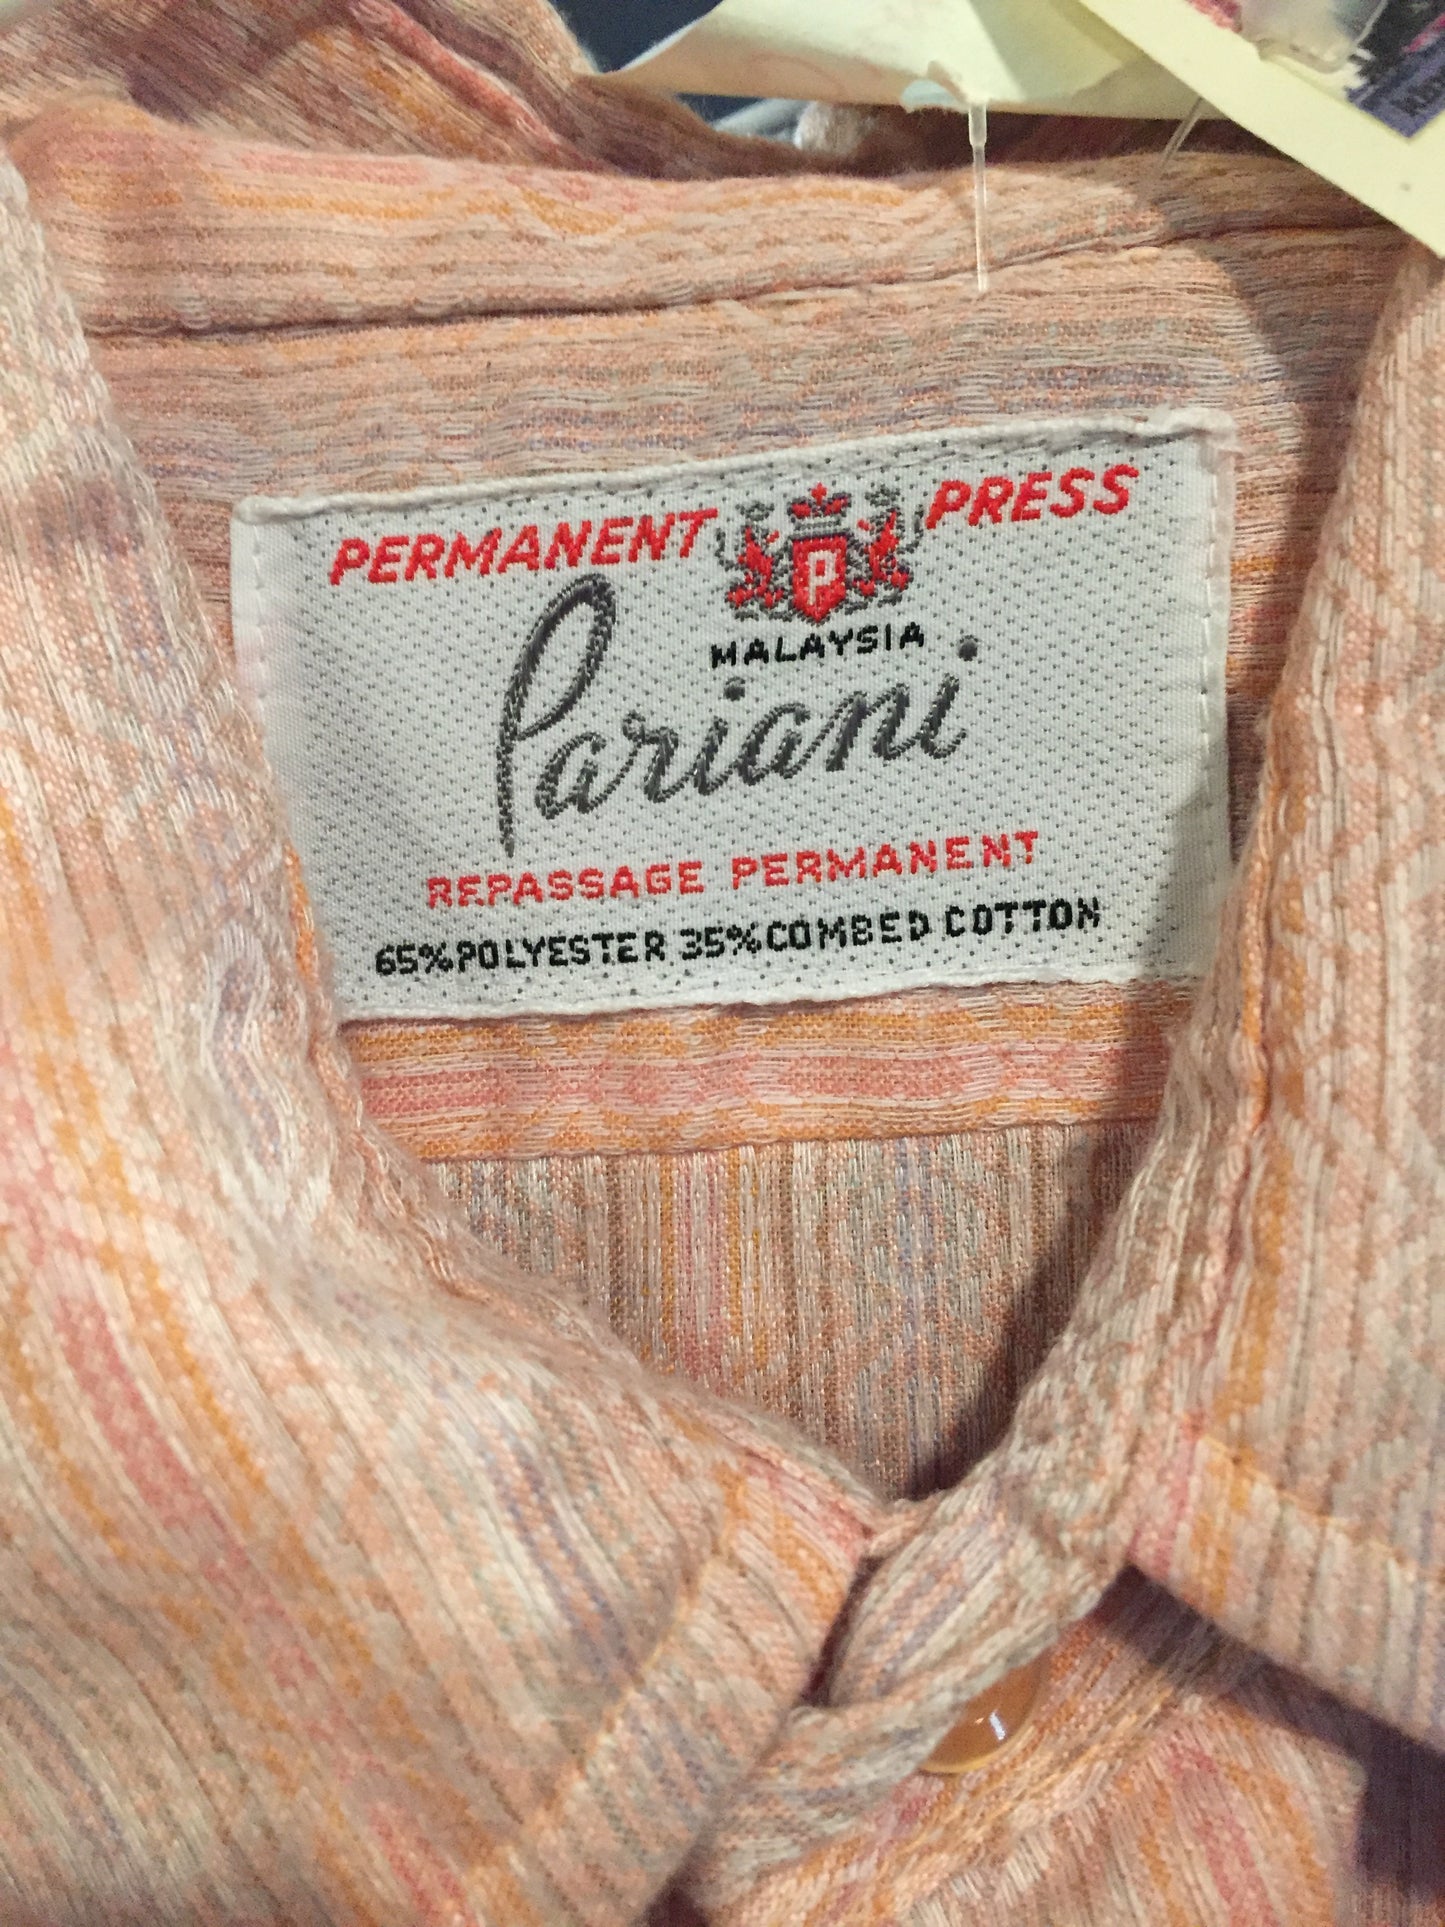 PERMANENT PRESS
P
MALAYSIA
Pariani
REPASSAGE PERMANENT
65% POLYESTER 35% COMBED COTTON